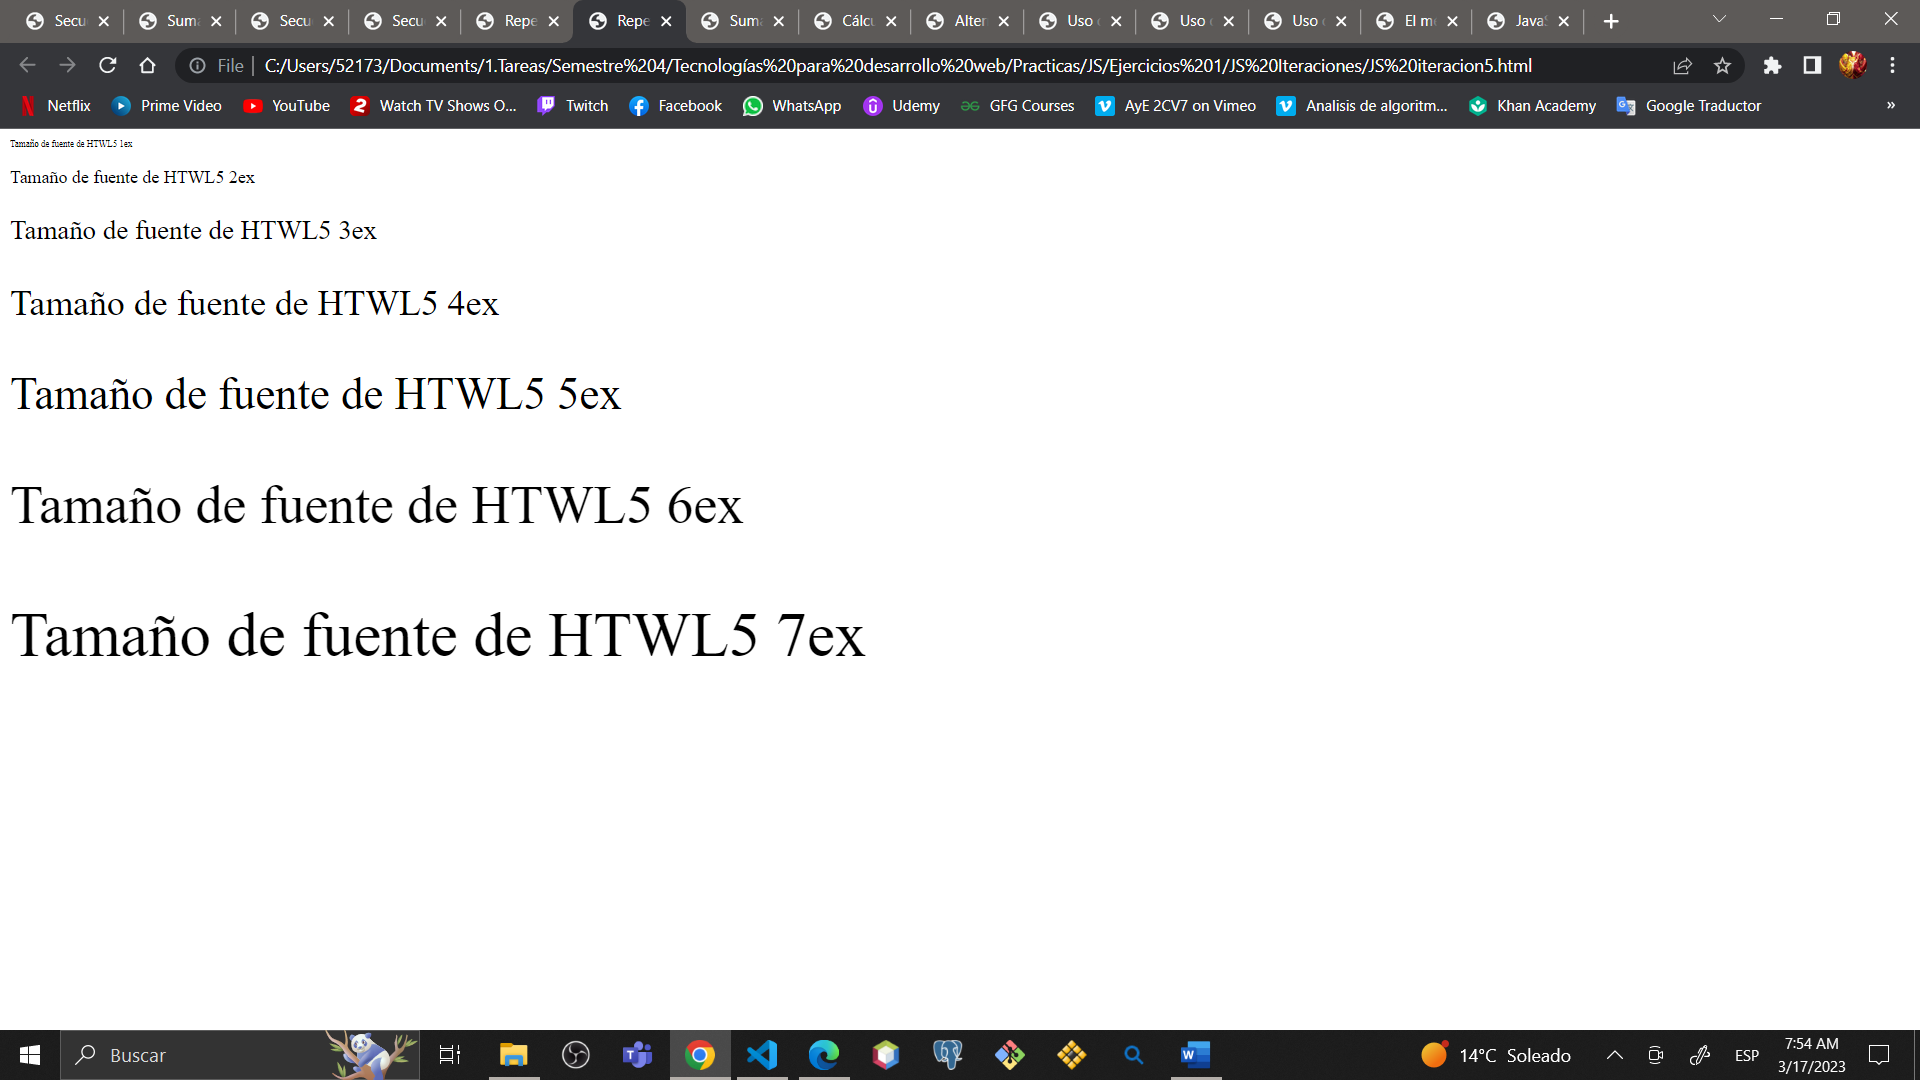 Secu
Suma
Secu
Secu
Repe
Repe
Suma
Cálcu
Alter
Uso
Uso
Uso
El m
Java
File
C:/Users/52173/Documents/1.Tareas/Semestre%204/Tecnologías%20para%20desarrollo%20web/Practicas/JS/Ejercicios%201/JS%20Iteraciones/JS%20iteracion5.html
Netflix
Prime Video
YouTube
Watch TV Shows O...
Twitch
Facebook
WhatsApp
Udemy
GFG Courses
AyE 2CV7 on Vimeo
Analisis de algoritm...
Khan Academy
Google Traductor
»
Tamaño de fuente de HTWL5 1ex
Tamaño de fuente de HTWL5 2ex
Tamaño de fuente de HTWL5 3ex
Tamaño de fuente de HTWL5 4ex
Tamaño de fuente de HTWL5 5ex
Tamaño de fuente de HTWL5 6ex
Tamaño de fuente de HTWL5 7ex
Buscar
14°C Soleado
ESP
7:54 AM
3/17/2023